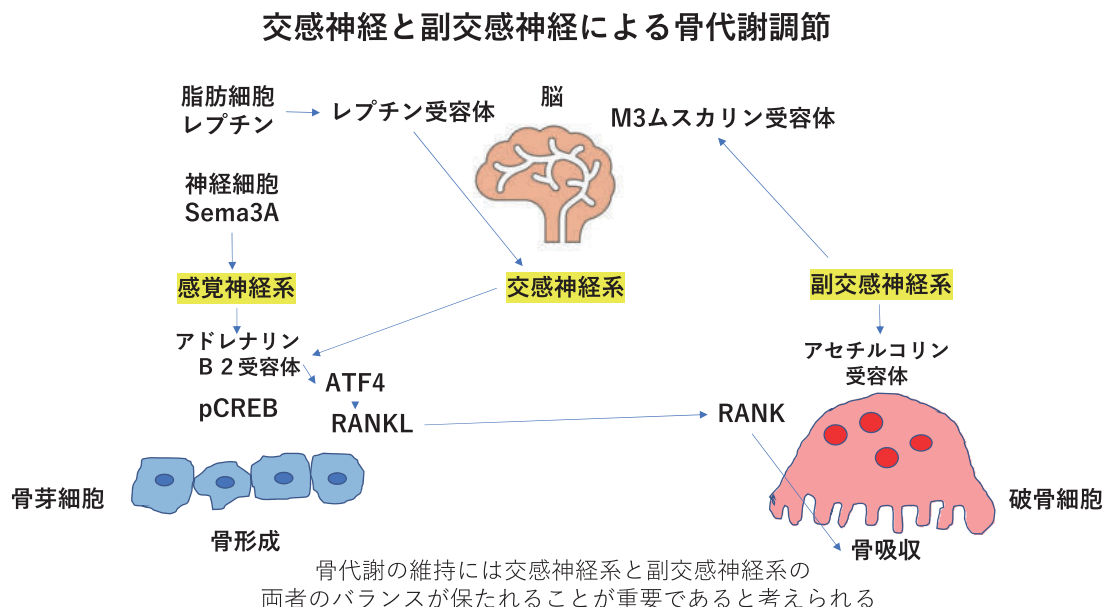 交感神経と副交感神経による骨代謝調節
脂肪細胞
レプチン
レプチン受容体
脳
M3ムスカリン受容体
神経細胞
Sema3A
感覚神経系
交感神経系
副交感神経系
アドレナリン
Β２受容体
アセチルコリン
受容体
ATF4
pCREB
RANKL
RANK
骨芽細胞
破骨細胞
骨形成
骨吸収
骨代謝の維持には交感神経系と副交感神経系の
両者のバランスが保たれることが重要であると考えられる